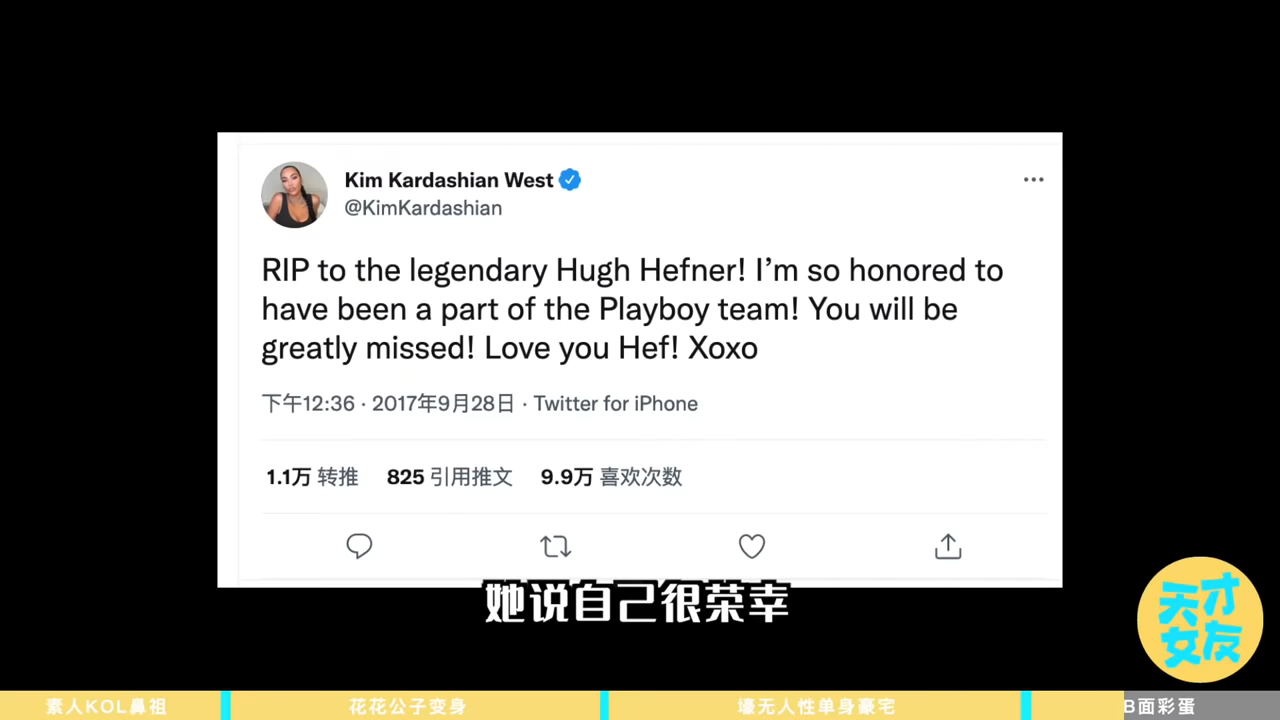 Kim Kardashian West
@KimKardashian
RIP to the legendary Hugh Hefner! I’m so honored to
have been a part of the Playboy team! You will be
greatly missed! Love you Hef! Xoxo
下午12:36 · 2017年9月28日 · Twitter for iPhone
1.1万 转推 825 引用推文 9.9万 喜欢次数
她说自己很荣幸
天才
女友
素人KOL鼻祖 花花公子变身 壕无人性单身豪宅 B面彩蛋